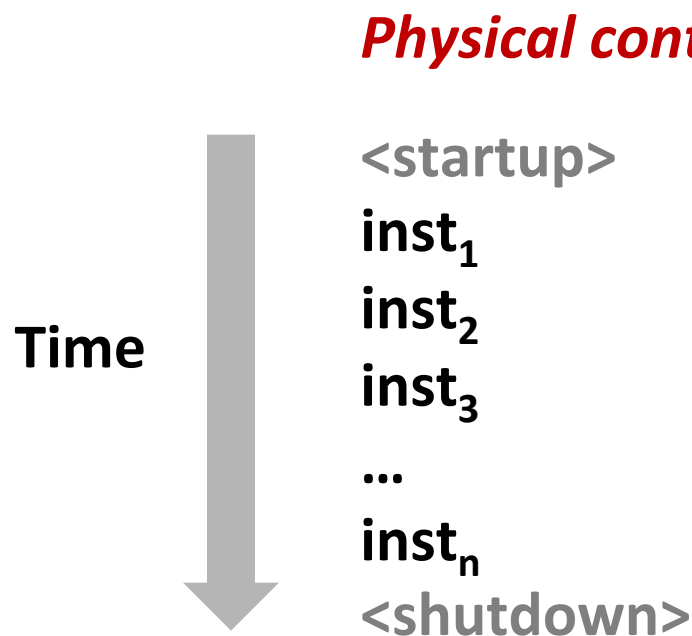 Physical cont
<startup>
inst₁
inst₂
Time
inst₃
...
instₙ
<shutdown>